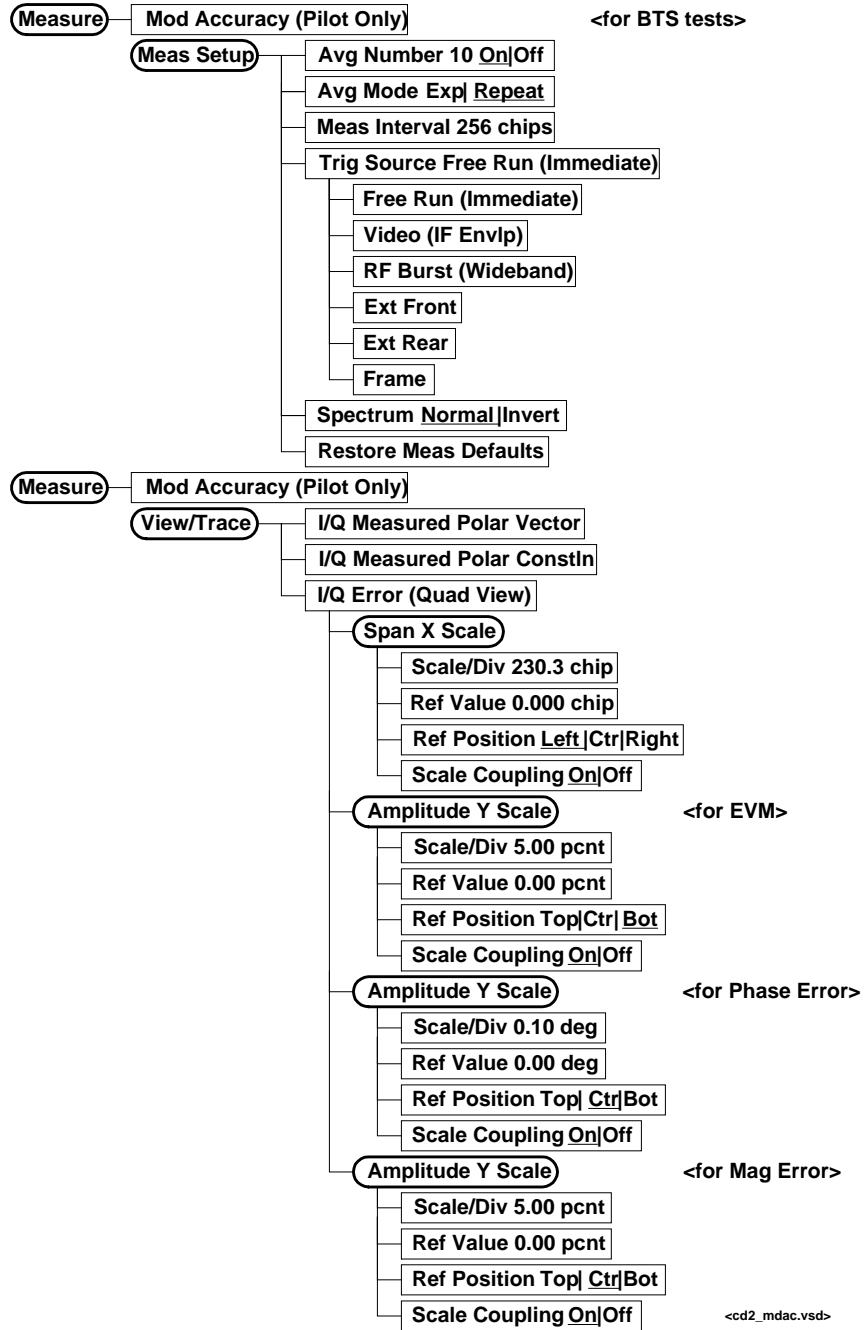 Measure Mod Accuracy (Pilot Only) <for BTS tests>
Meas Setup Avg Number 10 On|Off
Avg Mode Exp| Repeat
Meas Interval 256 chips
Trig Source Free Run (Immediate)
Free Run (Immediate)
Video (IF Envlp)
RF Burst (Wideband)
Ext Front
Ext Rear
Frame
Spectrum Normal |Invert
Restore Meas Defaults
Measure Mod Accuracy (Pilot Only)
View/Trace I/Q Measured Polar Vector
I/Q Measured Polar Constln
I/Q Error (Quad View)
Span X Scale
Scale/Div 230.3 chip
Ref Value 0.000 chip
Ref Position Left |Ctr|Right
Scale Coupling On|Off
Amplitude Y Scale <for EVM>
Scale/Div 5.00 pcnt
Ref Value 0.00 pcnt
Ref Position Top|Ctr| Bot
Scale Coupling On|Off
Amplitude Y Scale <for Phase Error>
Scale/Div 0.10 deg
Ref Value 0.00 deg
Ref Position Top| Ctr|Bot
Scale Coupling On|Off
Amplitude Y Scale <for Mag Error>
Scale/Div 5.00 pcnt
Ref Value 0.00 pcnt
Ref Position Top| Ctr|Bot
Scale Coupling On|Off <cd2_mdac.vsd>